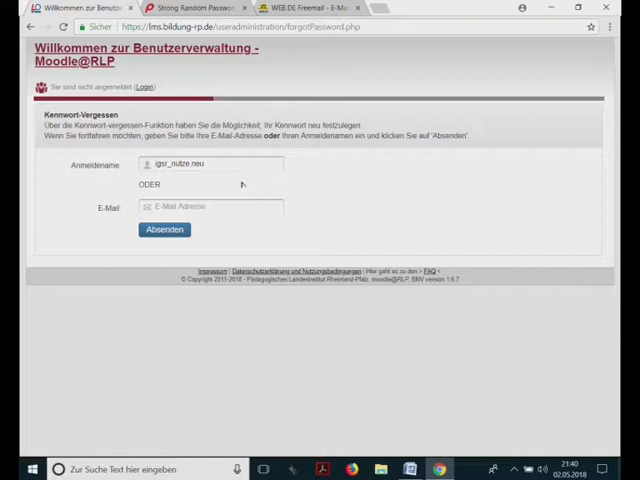 Willkommen zur Benutze
Strong Random Passwor
WEB.DE Freemail - E-Ma
Sicher https://lms.bildung-rp.de/useradministration/forgotPassword.php
Willkommen zur Benutzerverwaltung -
Moodle@RLP
Sie sind nicht angemeldet (Login)
Kennwort-Vergessen
Über die Kennwort-vergessen-Funktion haben Sie die Möglichkeit, Ihr Kennwort neu festzulegen
Wenn Sie fortfahren möchten, geben Sie bitte Ihre E-Mail-Adresse oder Ihren Anmeldenamen ein und klicken Sie auf 'Absenden'.
Anmeldename igsr_nutze.neu
ODER
E-Mail: E-Mail Adresse
Absenden
Impressum | Datenschutzerklärung und Nutzungsbedingungen | Hier geht es zu den > FAQ <
© Copyright 2011-2018 - Pädagogisches Landesinstitut Rheinland-Pfalz, moodle@RLP, BNV version 1.6.7
Zur Suche Text hier eingeben
21:40
02.05.2018